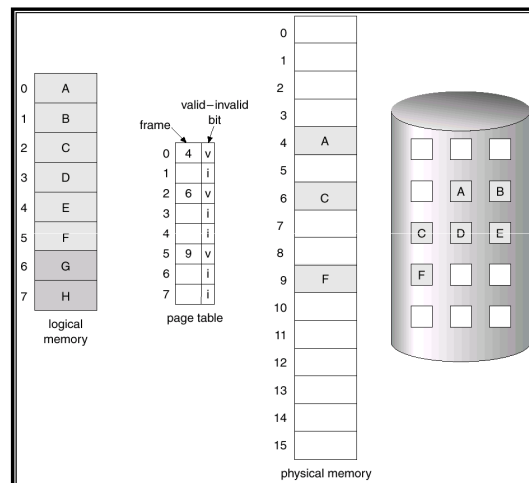 0 A
1 B
2 C
3 D
4 E
5 F
6 G
7 H
logical
memory
valid–invalid
bit
frame
0 4 v
1 i
2 6 v
3 i
4 i
5 9 v
6 i
7 i
page table
0
1
2
3
4 A
5
6 C
7
8
9 F
10
11
12
13
14
15
physical memory
A B
C D E
F